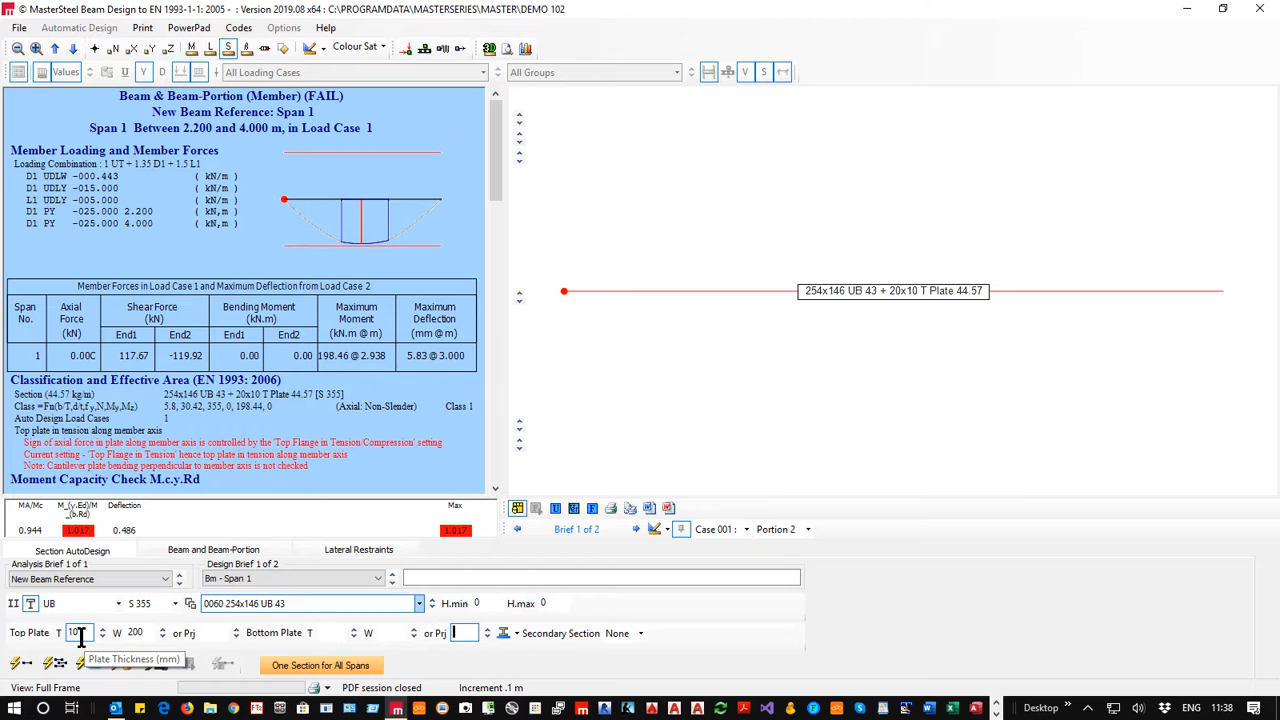 © MasterSteel Beam Design to EN 1993-1-1: 2005 - : Version 2019.08 x64 : C:\PROGRAMDATA\MASTERSERIES\MASTER\DEMO 102
File Automatic Design Print PowerPad Codes Options Help
N X Y Z M L S Colour Sat 3D
Values U Y D All Loading Cases All Groups V S
Beam & Beam-Portion (Member) (FAIL)
New Beam Reference: Span 1
Span 1 Between 2.200 and 4.000 m, in Load Case 1
Member Loading and Member Forces
Loading Combination : 1 UT + 1.35 D1 + 1.5 L1
D1 UDLW -000.443 ( kN/m )
D1 UDLY -015.000 ( kN/m )
L1 UDLY -005.000 ( kN/m )
D1 PY -025.000 2.200 ( kN,m )
D1 PY -025.000 4.000 ( kN,m )
Member Forces in Load Case 1 and Maximum Deflection from Load Case 2
Span No. Axial Force (kN) Shear Force (kN) Bending Moment (kN.m) Maximum Moment (kN.m @ m) Maximum Deflection (mm @ m)
End1 End2 End1 End2
1 0.00C 117.67 -119.92 0.00 0.00 198.46 @ 2.938 5.83 @ 3.000
Classification and Effective Area (EN 1993: 2006)
Section (44.57 kg/m) 254x146 UB 43 + 20x10 T Plate 44.57 [S 355]
Class =Fn(b/T,d/t,f y,N,My,Mz) 5.8, 30.42, 355, 0, 198.44, 0 (Axial: Non-Slender) Class 1
Auto Design Load Cases 1
Top plate in tension along member axis
Sign of axial force in plate along member axis is controlled by the 'Top Flange in Tension/Compression' setting
Current setting - 'Top Flange in Tension' hence top plate in tension along member axis
Note: Cantilever plate bending perpendicular to member axis is not checked
Moment Capacity Check M.c.y.Rd
254x146 UB 43 + 20x10 T Plate 44.57
MA/Mc M_(y.Ed)/M_(b.Rd) Deflection Max
0.944 1.017 0.486 1.017
Brief 1 of 2 Case 001 : Portion 2
Section AutoDesign Beam and Beam-Portion Lateral Restraints
Analysis Brief 1 of 1 Design Brief 1 of 2
New Beam Reference Bm - Span 1
UB S 355 0060 254x146 UB 43 H.min 0 H.max 0
Top Plate T 10 W 200 or Prj Bottom Plate T W or Prj Secondary Section None
Plate Thickness (mm)
One Section for All Spans
View: Full Frame PDF session closed Increment .1 m
Desktop » ENG 11:38